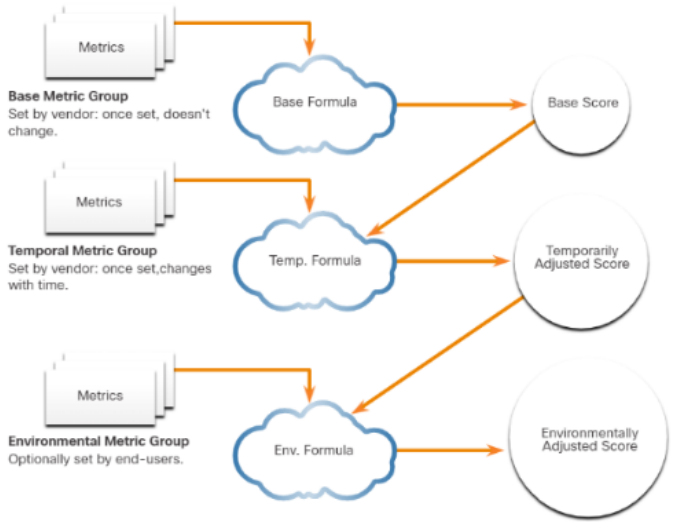 Metrics
Base Metric Group
Set by vendor: once set, doesn't
change.
Base Formula
Base Score
Metrics
Temporal Metric Group
Set by vendor: once set,changes
with time.
Temp. Formula
Temporarily
Adjusted Score
Metrics
Environmental Metric Group
Optionally set by end-users.
Env. Formula
Environmentally
Adjusted Score